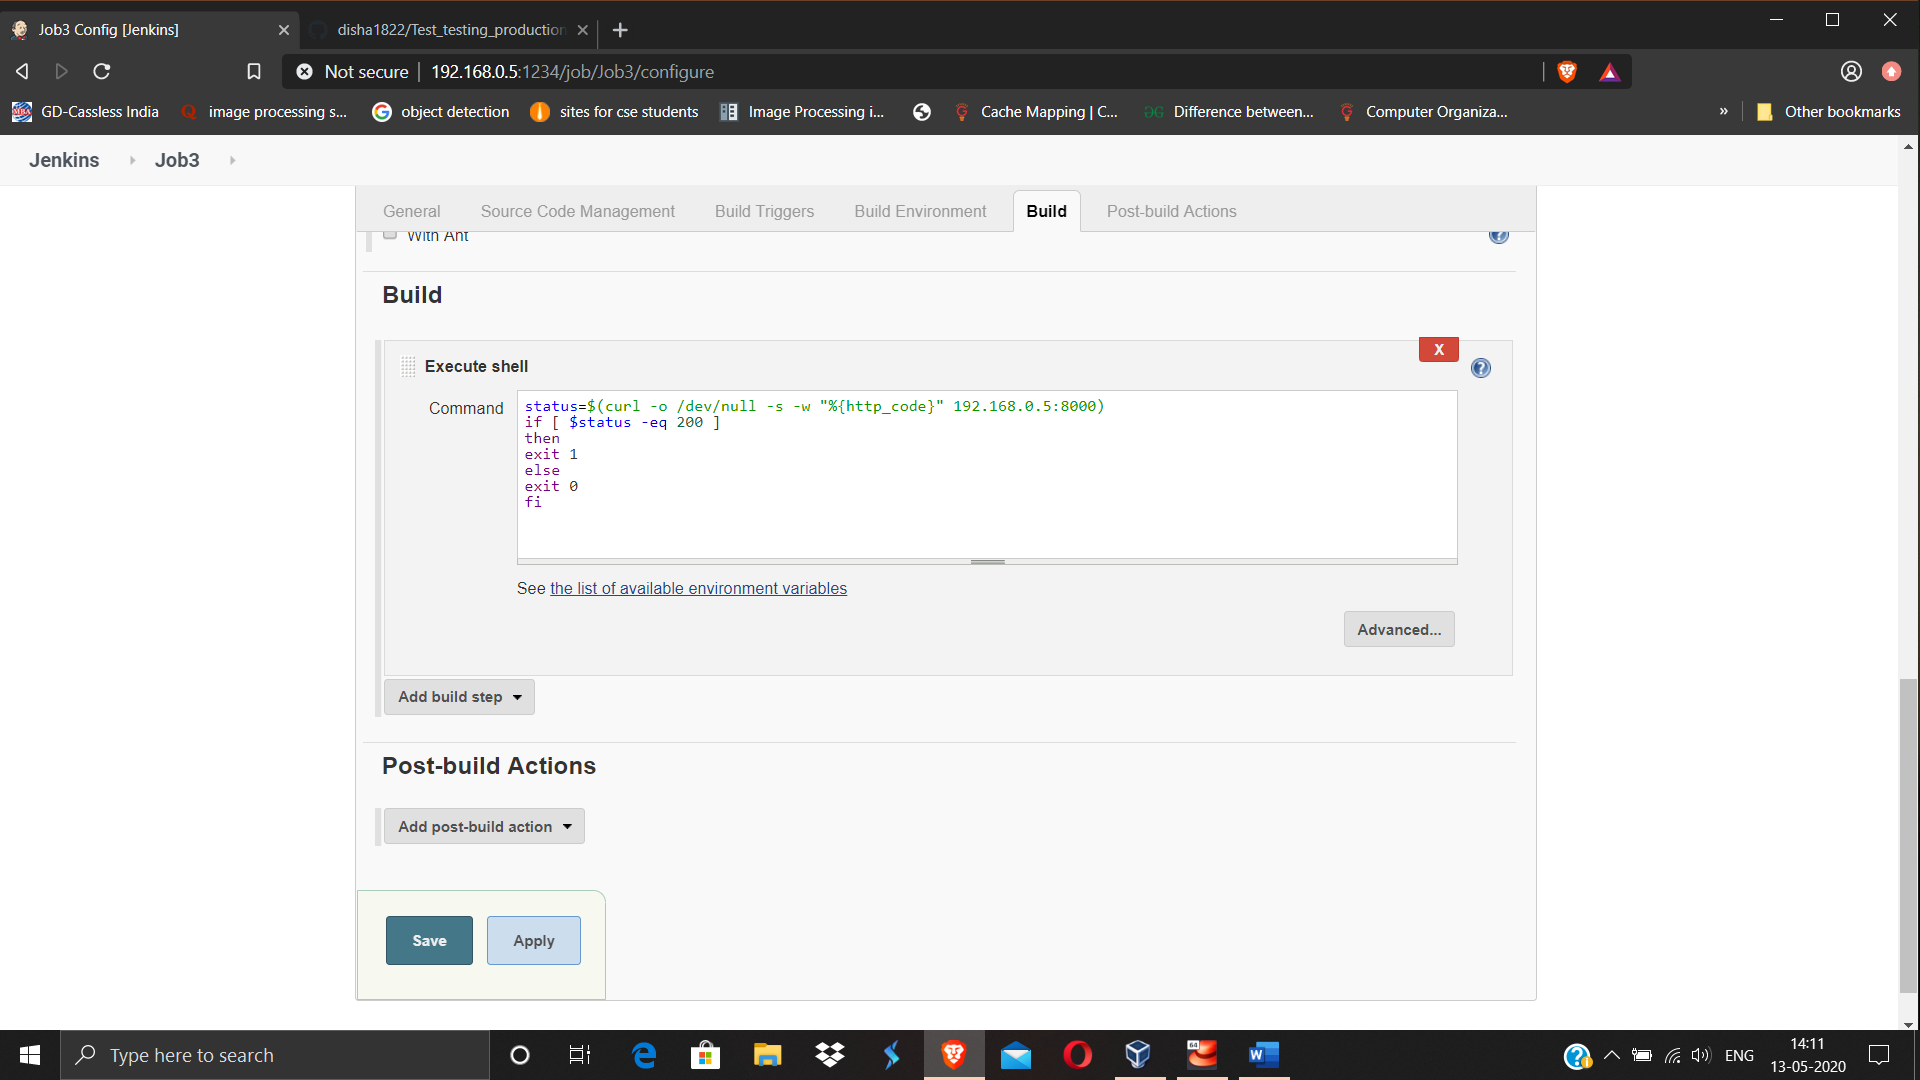 Job3 Config [Jenkins]
disha1822/Test_testing_production
Not secure
192.168.0.5:1234/job/Job3/configure
GD-Cassless India
image processing s...
object detection
sites for cse students
Image Processing i...
Cache Mapping | C...
Difference between...
Computer Organiza...
»
Other bookmarks
Jenkins
Job3
General
Source Code Management
Build Triggers
Build Environment
Build
Post-build Actions
With Ant
Build
Execute shell
X
Command
status=$(curl -o /dev/null -s -w "%{http_code}" 192.168.0.5:8000)
if [ $status -eq 200 ]
then
exit 1
else
exit 0
fi
See the list of available environment variables
Advanced...
Add build step
Post-build Actions
Add post-build action
Save
Apply
Type here to search
64
ENG
14:11
13-05-2020